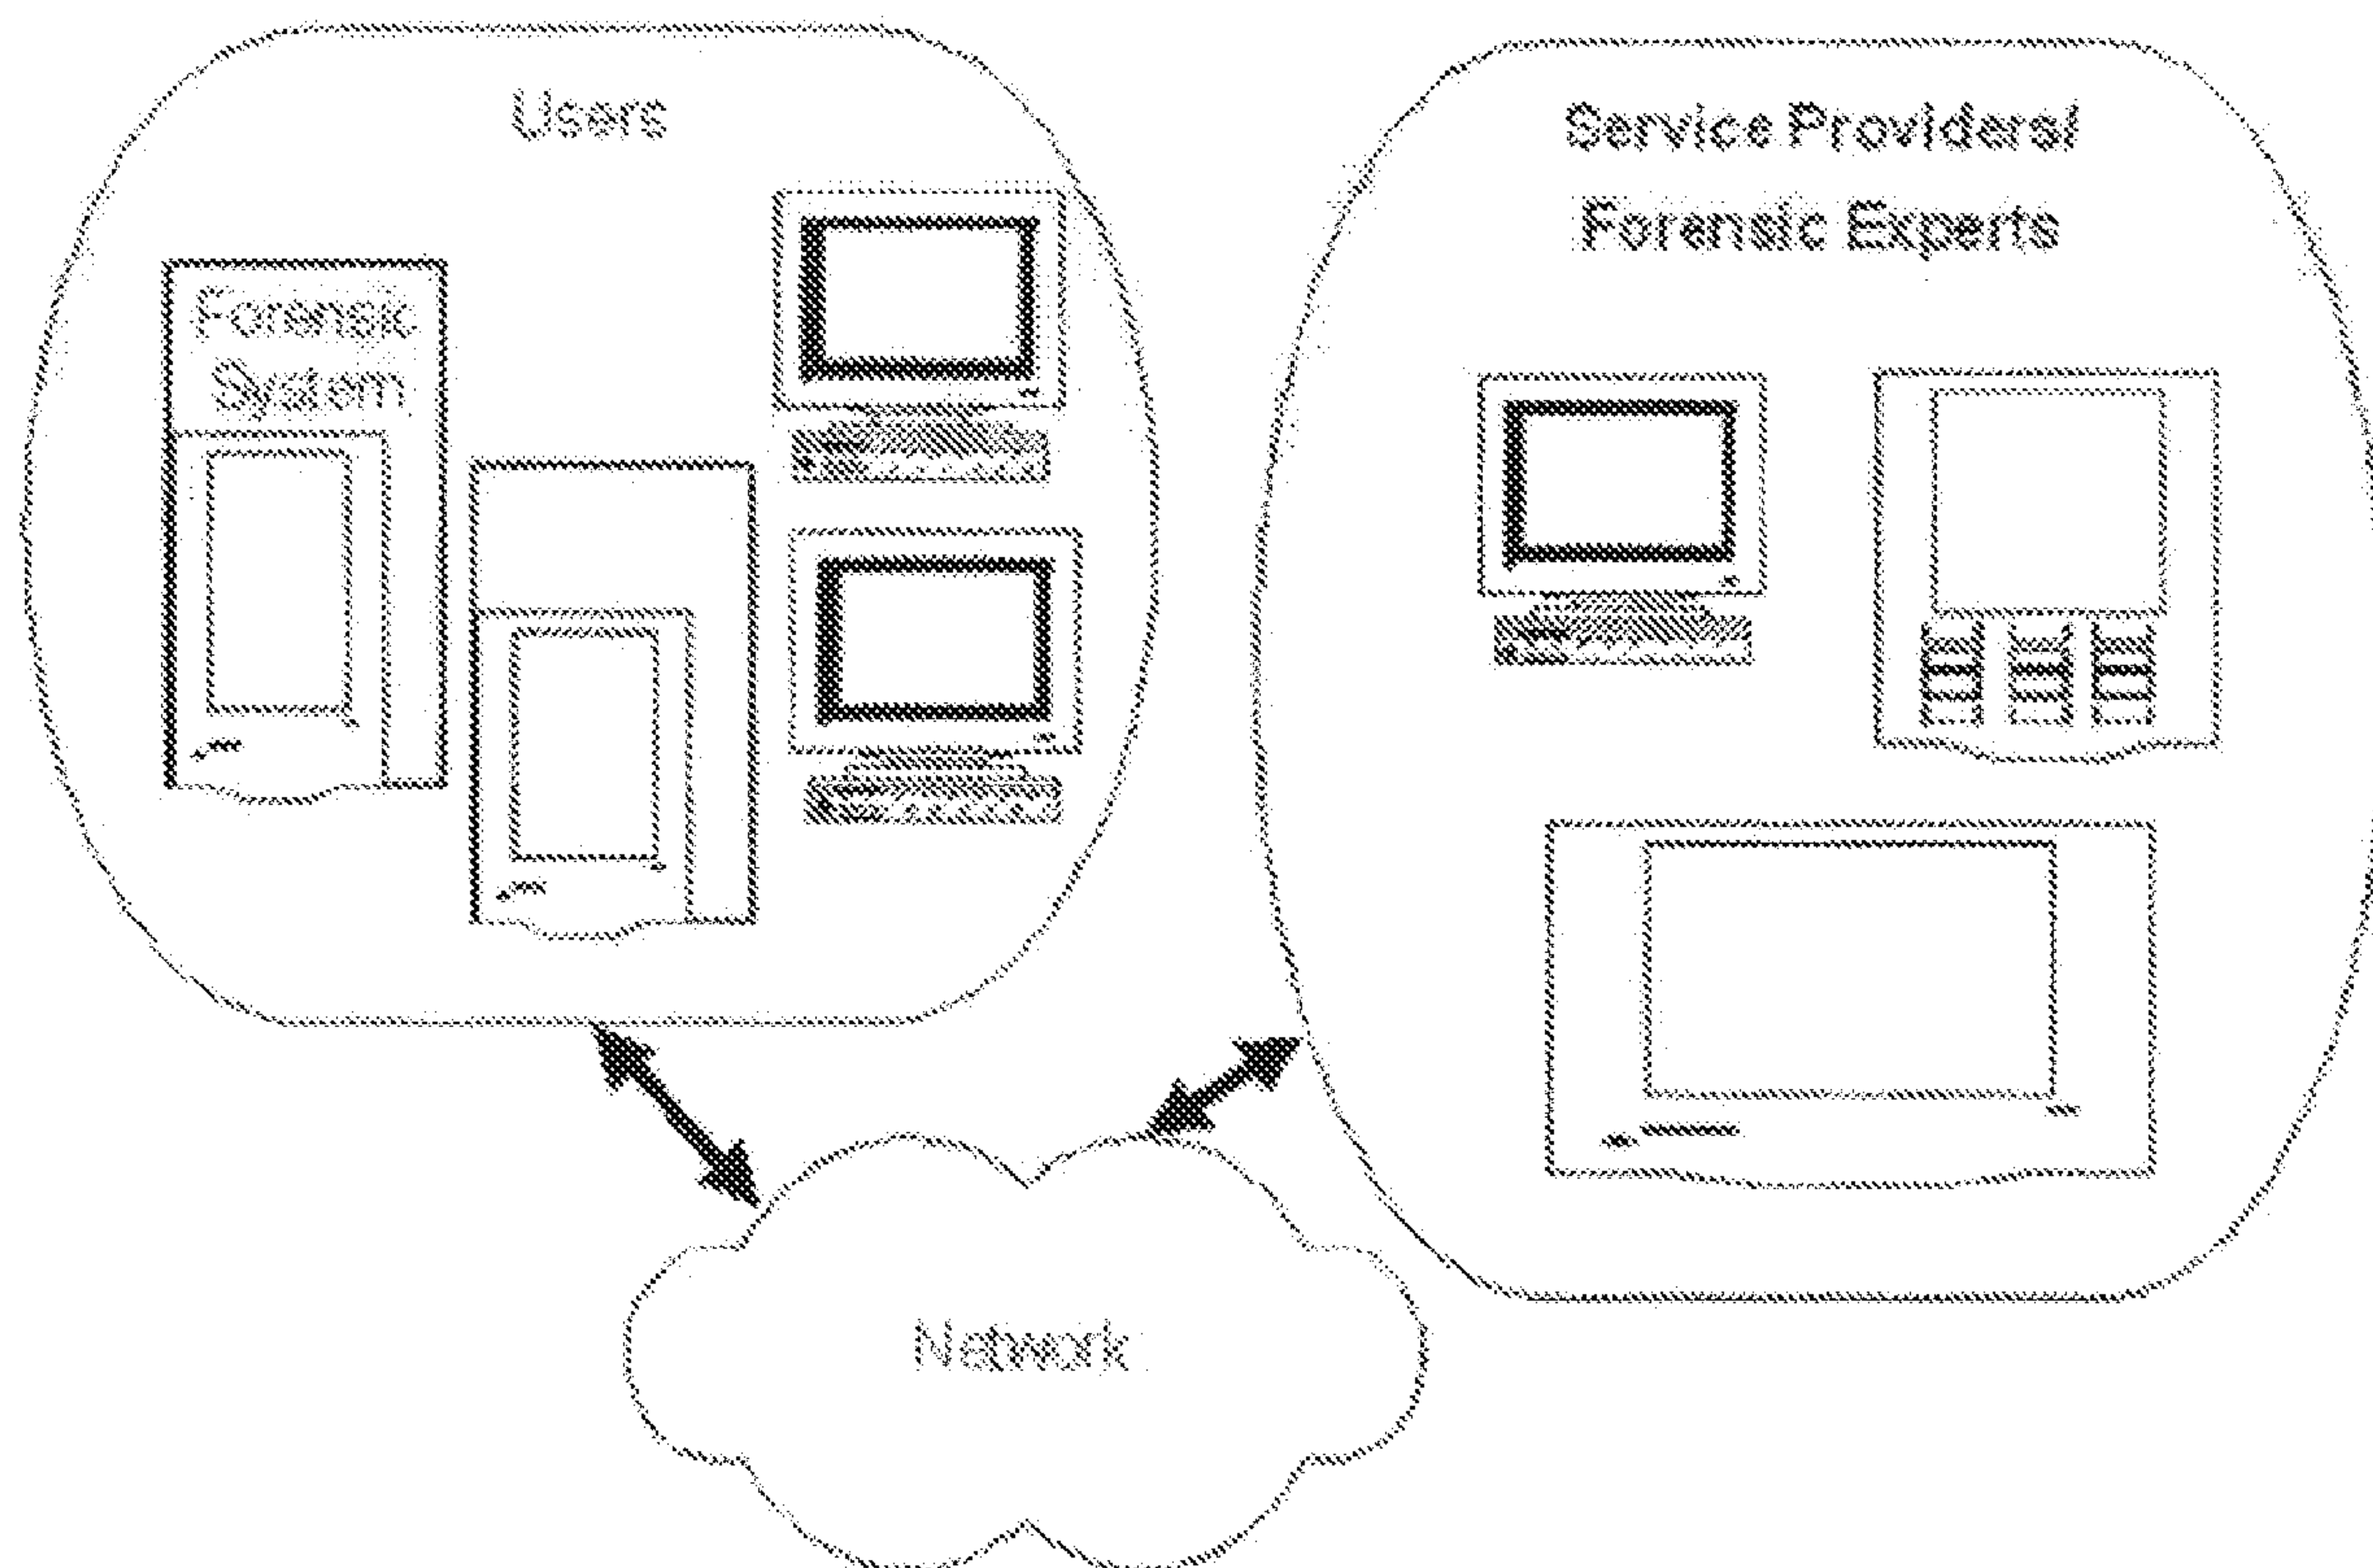 Users
Forensic
System
Service Providers/
Forensic Experts
Network